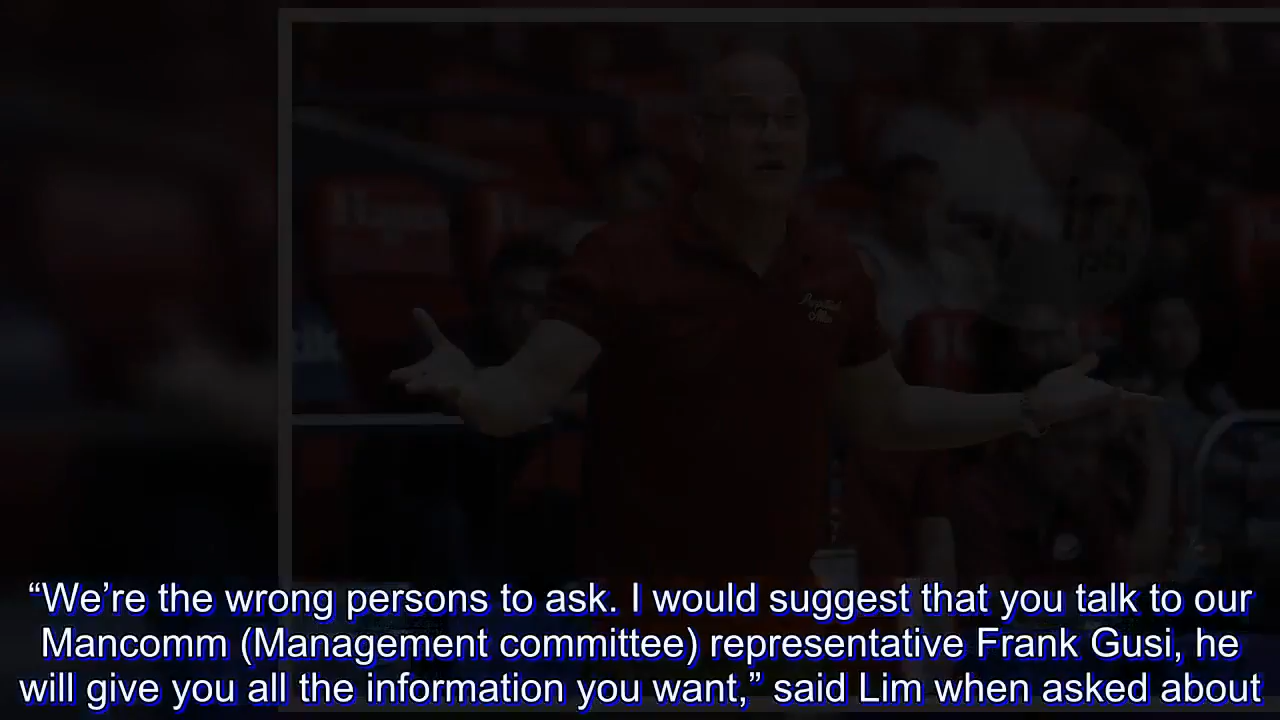 “We’re the wrong persons to ask. I would suggest that you talk to our
Mancomm (Management committee) representative Frank Gusi, he
will give you all the information you want,” said Lim when asked about